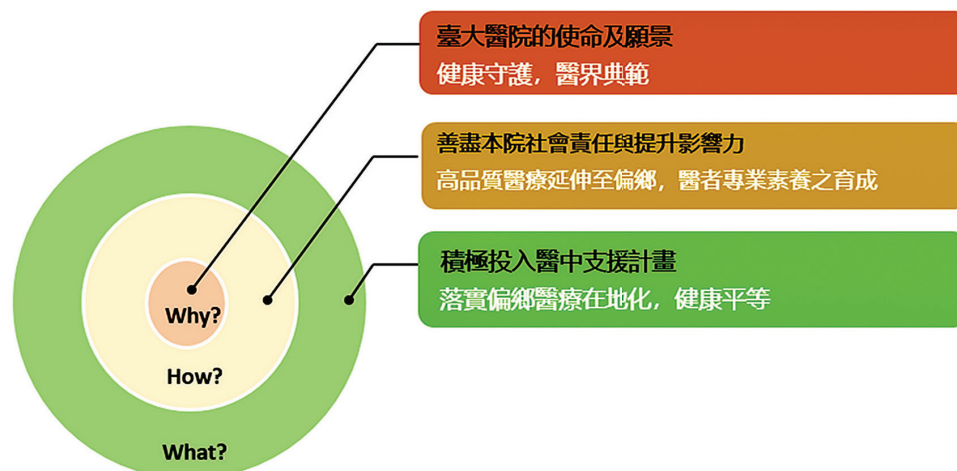 臺大醫院的使命及願景
健康守護，醫界典範
善盡本院社會責任與提升影響力
高品質醫療延伸至偏鄉，醫者專業素養之育成
積極投入醫中支援計畫
落實偏鄉醫療在地化，健康平等
Why?
How?
What?